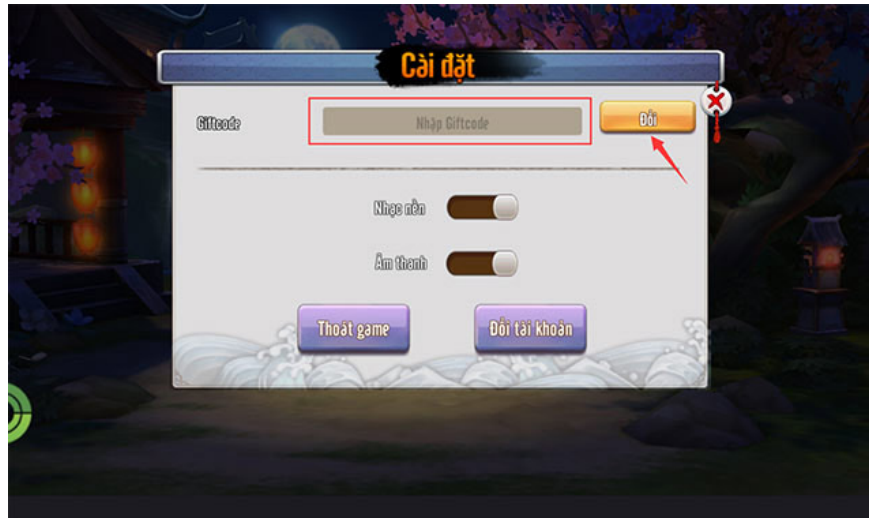 Cài đặt
Giftcode
Nhập Giftcode
Đổi
Nhạc nền
Âm thanh
Thoát game
Đổi tài khoản